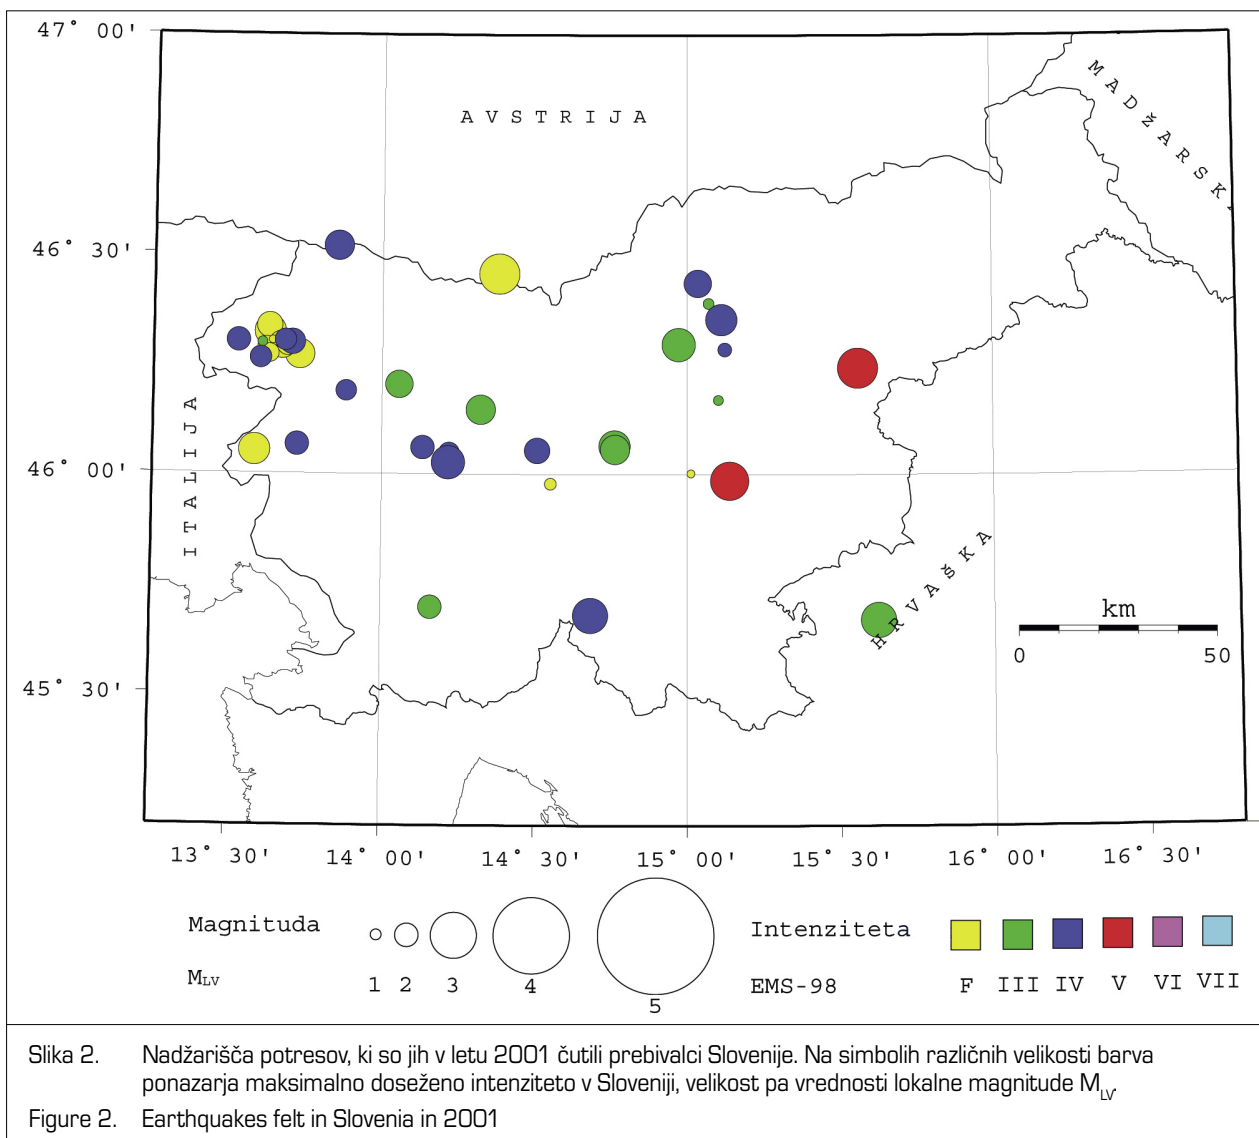 47° 00'
AVSTRIJA
MADŽARSKA
46° 30'
ITALIJA
46° 00'
HRVAŠKA
km
0 50
45° 30'
13° 30' 14° 00' 14° 30' 15° 00' 15° 30' 16° 00' 16° 30'
Magnituda
Intenziteta
MLV 1 2 3 4 5
EMS-98 F III IV V VI VII
Slika 2. Nadžarišča potresov, ki so jih v letu 2001 čutili prebivalci Slovenije. Na simbolih različnih velikosti barva
ponazarja maksimalno doseženo intenziteto v Sloveniji, velikost pa vrednosti lokalne magnitude MLV.
Figure 2. Earthquakes felt in Slovenia in 2001